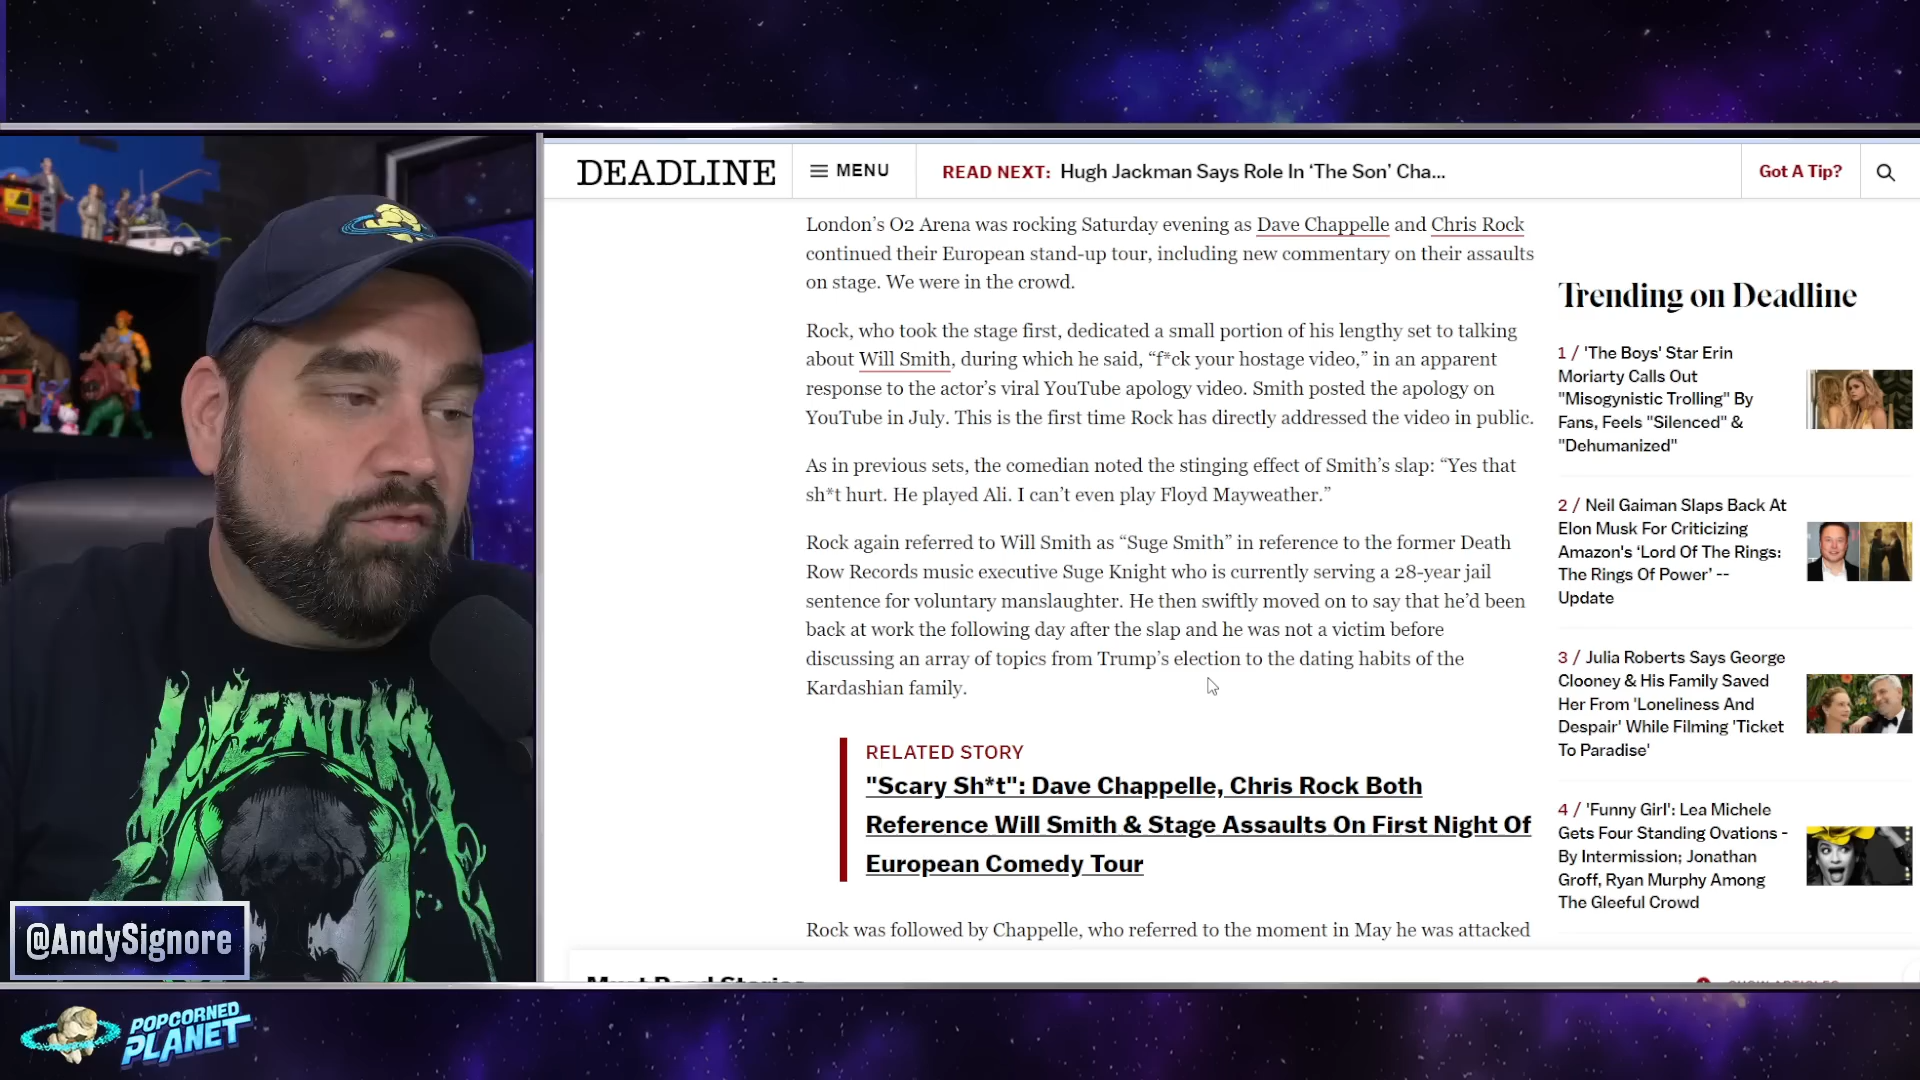 DEADLINE
MENU
READ NEXT: Hugh Jackman Says Role In ‘The Son’ Cha...
Got A Tip?
London’s O2 Arena was rocking Saturday evening as Dave Chappelle and Chris Rock
continued their European stand-up tour, including new commentary on their assaults
on stage. We were in the crowd.
Rock, who took the stage first, dedicated a small portion of his lengthy set to talking
about Will Smith, during which he said, “f*ck your hostage video,” in an apparent
response to the actor’s viral YouTube apology video. Smith posted the apology on
YouTube in July. This is the first time Rock has directly addressed the video in public.
As in previous sets, the comedian noted the stinging effect of Smith’s slap: “Yes that
sh*t hurt. He played Ali. I can’t even play Floyd Mayweather.”
Rock again referred to Will Smith as “Suge Smith” in reference to the former Death
Row Records music executive Suge Knight who is currently serving a 28-year jail
sentence for voluntary manslaughter. He then swiftly moved on to say that he’d been
back at work the following day after the slap and he was not a victim before
discussing an array of topics from Trump’s election to the dating habits of the
Kardashian family.
RELATED STORY
"Scary Sh*t": Dave Chappelle, Chris Rock Both
Reference Will Smith & Stage Assaults On First Night Of
European Comedy Tour
Rock was followed by Chappelle, who referred to the moment in May he was attacked
Must Read Stories
Trending on Deadline
1 / 'The Boys' Star Erin
Moriarty Calls Out
"Misogynistic Trolling" By
Fans, Feels "Silenced" &
"Dehumanized"
2 / Neil Gaiman Slaps Back At
Elon Musk For Criticizing
Amazon's ‘Lord Of The Rings:
The Rings Of Power’ --
Update
3 / Julia Roberts Says George
Clooney & His Family Saved
Her From 'Loneliness And
Despair' While Filming 'Ticket
To Paradise'
4 / 'Funny Girl': Lea Michele
Gets Four Standing Ovations -
By Intermission; Jonathan
Groff, Ryan Murphy Among
The Gleeful Crowd
VENOM
@AndySignore
POPCORNED
PLANET